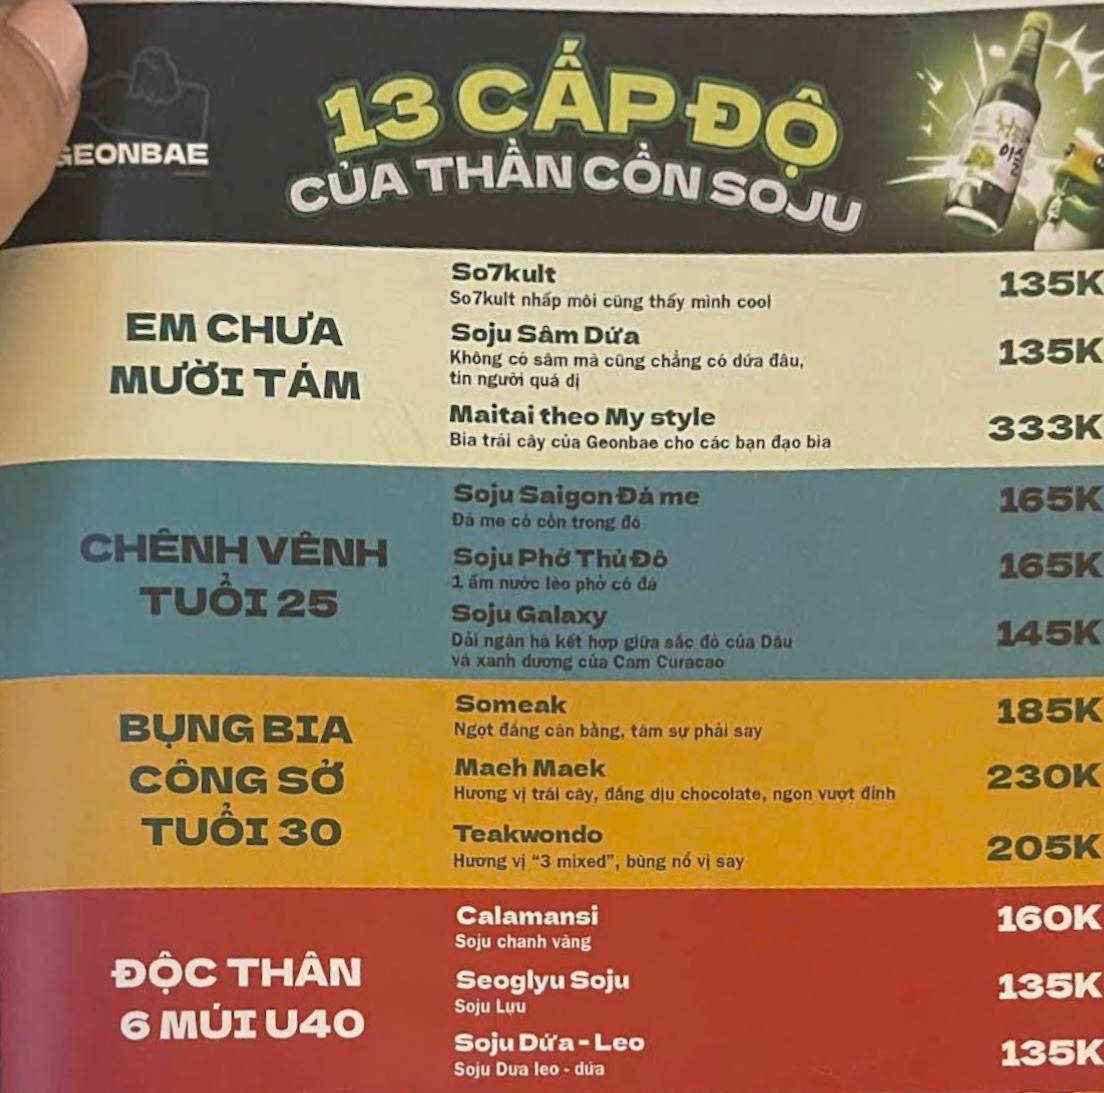 GEONBAE
13 CẤP ĐỘ
CỦA THẦN CỒN SOJU
참이슬
EM CHƯA
MƯỜI TÁM
So7kult
So7kult nhấp môi cũng thấy mình cool
135K
Soju Sâm Dứa
Không có sâm mà cũng chẳng có dứa đâu,
tin người quá dị
135K
Maitai theo My style
Bia trái cây của Geonbae cho các bạn đạo bia
333K
CHÊNH VÊNH
TUỔI 25
Soju Saigon Đá me
Đá me có cồn trong đó
165K
Soju Phở Thủ Đô
1 ấm nước lèo phở có đá
165K
Soju Galaxy
Dải ngân hà kết hợp giữa sắc đỏ của Dâu
và xanh dương của Cam Curacao
145K
BỤNG BIA
CÔNG SỞ
TUỔI 30
Someak
Ngọt đắng cân bằng, tâm sự phải say
185K
Maeh Maek
Hương vị trái cây, đắng dịu chocolate, ngon vượt đỉnh
230K
Teakwondo
Hương vị “3 mixed”, bùng nổ vị say
205K
ĐỘC THÂN
6 MÚI U40
Calamansi
Soju chanh vàng
160K
Seoglyu Soju
Soju Lựu
135K
Soju Dứa - Leo
Soju Dưa leo - dứa
135K